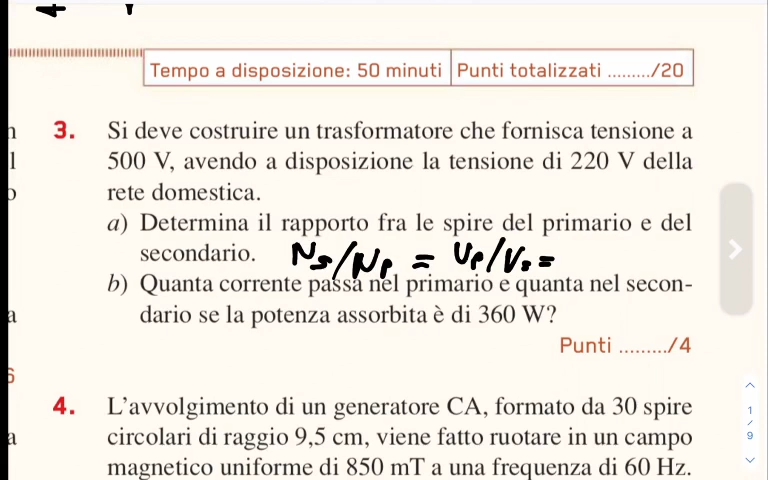 Tempo a disposizione: 50 minuti Punti totalizzati ........./20
3. Si deve costruire un trasformatore che fornisca tensione a
500 V, avendo a disposizione la tensione di 220 V della
rete domestica.
a) Determina il rapporto fra le spire del primario e del
secondario. Ns/Np = Vp/Vs =
b) Quanta corrente passa nel primario e quanta nel secon-
dario se la potenza assorbita è di 360 W?
Punti ........./4
4. L'avvolgimento di un generatore CA, formato da 30 spire
circolari di raggio 9,5 cm, viene fatto ruotare in un campo
magnetico uniforme di 850 mT a una frequenza di 60 Hz.
1
/
9